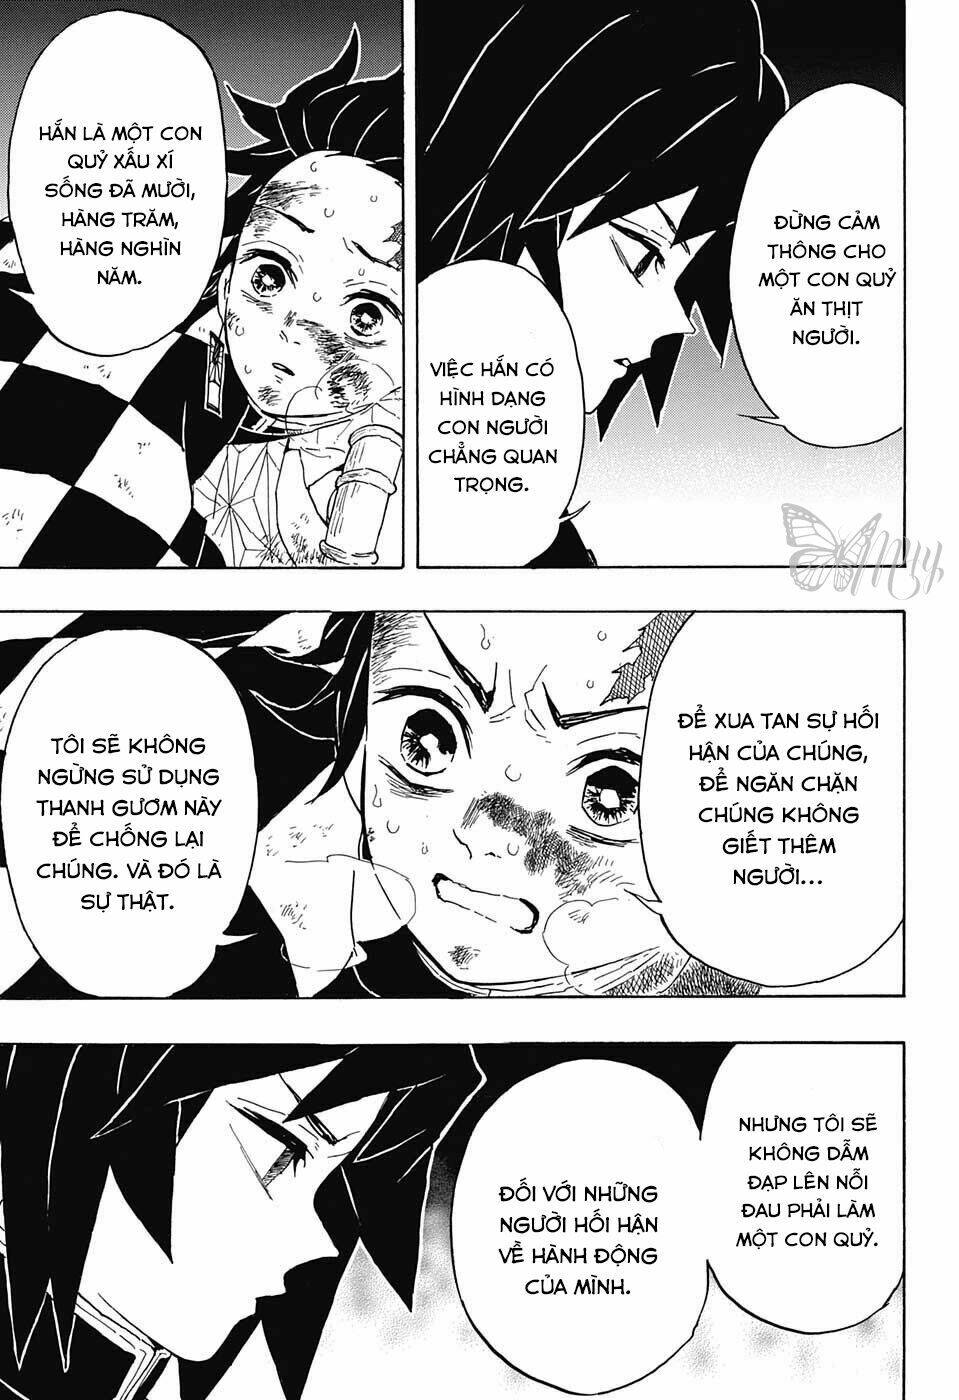 ĐỪNG CẢM
THÔNG CHO
MỘT CON QUỶ
ĂN THỊT
NGƯỜI.
VIỆC HẮN CÓ
HÌNH DẠNG
CON NGƯỜI
CHẲNG QUAN
TRỌNG.
HẮN LÀ MỘT CON
QUỶ XẤU XÍ
SỐNG ĐÃ MƯỜI,
HÀNG TRĂM,
HÀNG NGHÌN
NĂM.
ĐỂ XUA TAN SỰ HỐI
HẬN CỦA CHÚNG,
ĐỂ NGĂN CHẶN
CHÚNG KHÔNG
GIẾT THÊM
NGƯỜI...
TÔI SẼ KHÔNG
NGỪNG SỬ DỤNG
THANH GƯƠM NÀY
ĐỂ CHỐNG LẠI
CHÚNG. VÀ ĐÓ LÀ
SỰ THẬT.
NHƯNG TÔI SẼ
KHÔNG DẪM
ĐẠP LÊN NỖI
ĐAU PHẢI LÀM
MỘT CON QUỶ.
ĐỐI VỚI NHỮNG
NGƯỜI HỐI HẬN
VỀ HÀNH ĐỘNG
CỦA MÌNH.